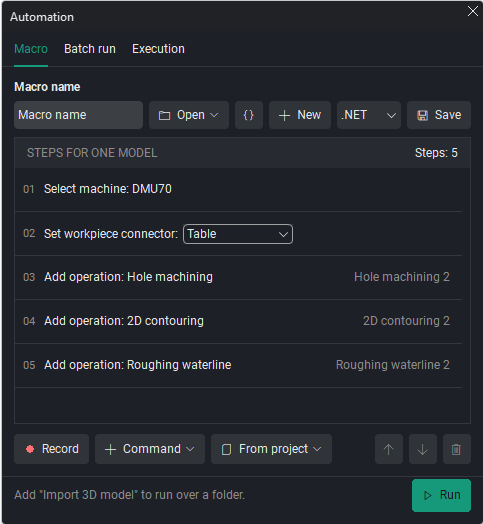 Automation
Macro Batch run Execution
Macro name
Macro name Open {} New .NET Save
STEPS FOR ONE MODEL Steps: 5
01 Select machine: DMU70
02 Set workpiece connector: Table
03 Add operation: Hole machining Hole machining 2
04 Add operation: 2D contouring 2D contouring 2
05 Add operation: Roughing waterline Roughing waterline 2
Record Command From project
Add "Import 3D model" to run over a folder. Run